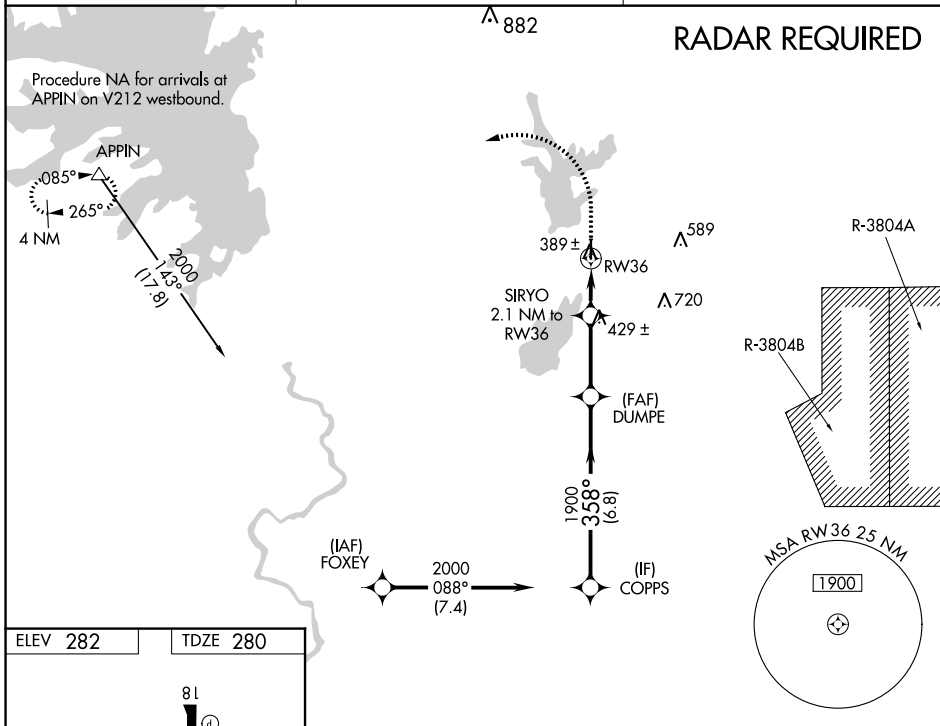 882
RADAR REQUIRED
Procedure NA for arrivals at
APPIN on V212 westbound.
APPIN
085°
265°
4 NM
2000
143°
(17.8)
389 ±
RW36
589
SIRYO
2.1 NM to
RW36
720
429 ±
R-3804A
R-3804B
(FAF)
DUMPE
1900
358°
(6.8)
(IAF)
FOXEY
2000
088°
(7.4)
(IF)
COPPS
MSA RW36 25 NM
1900
ELEV 282
TDZE 280
18
P